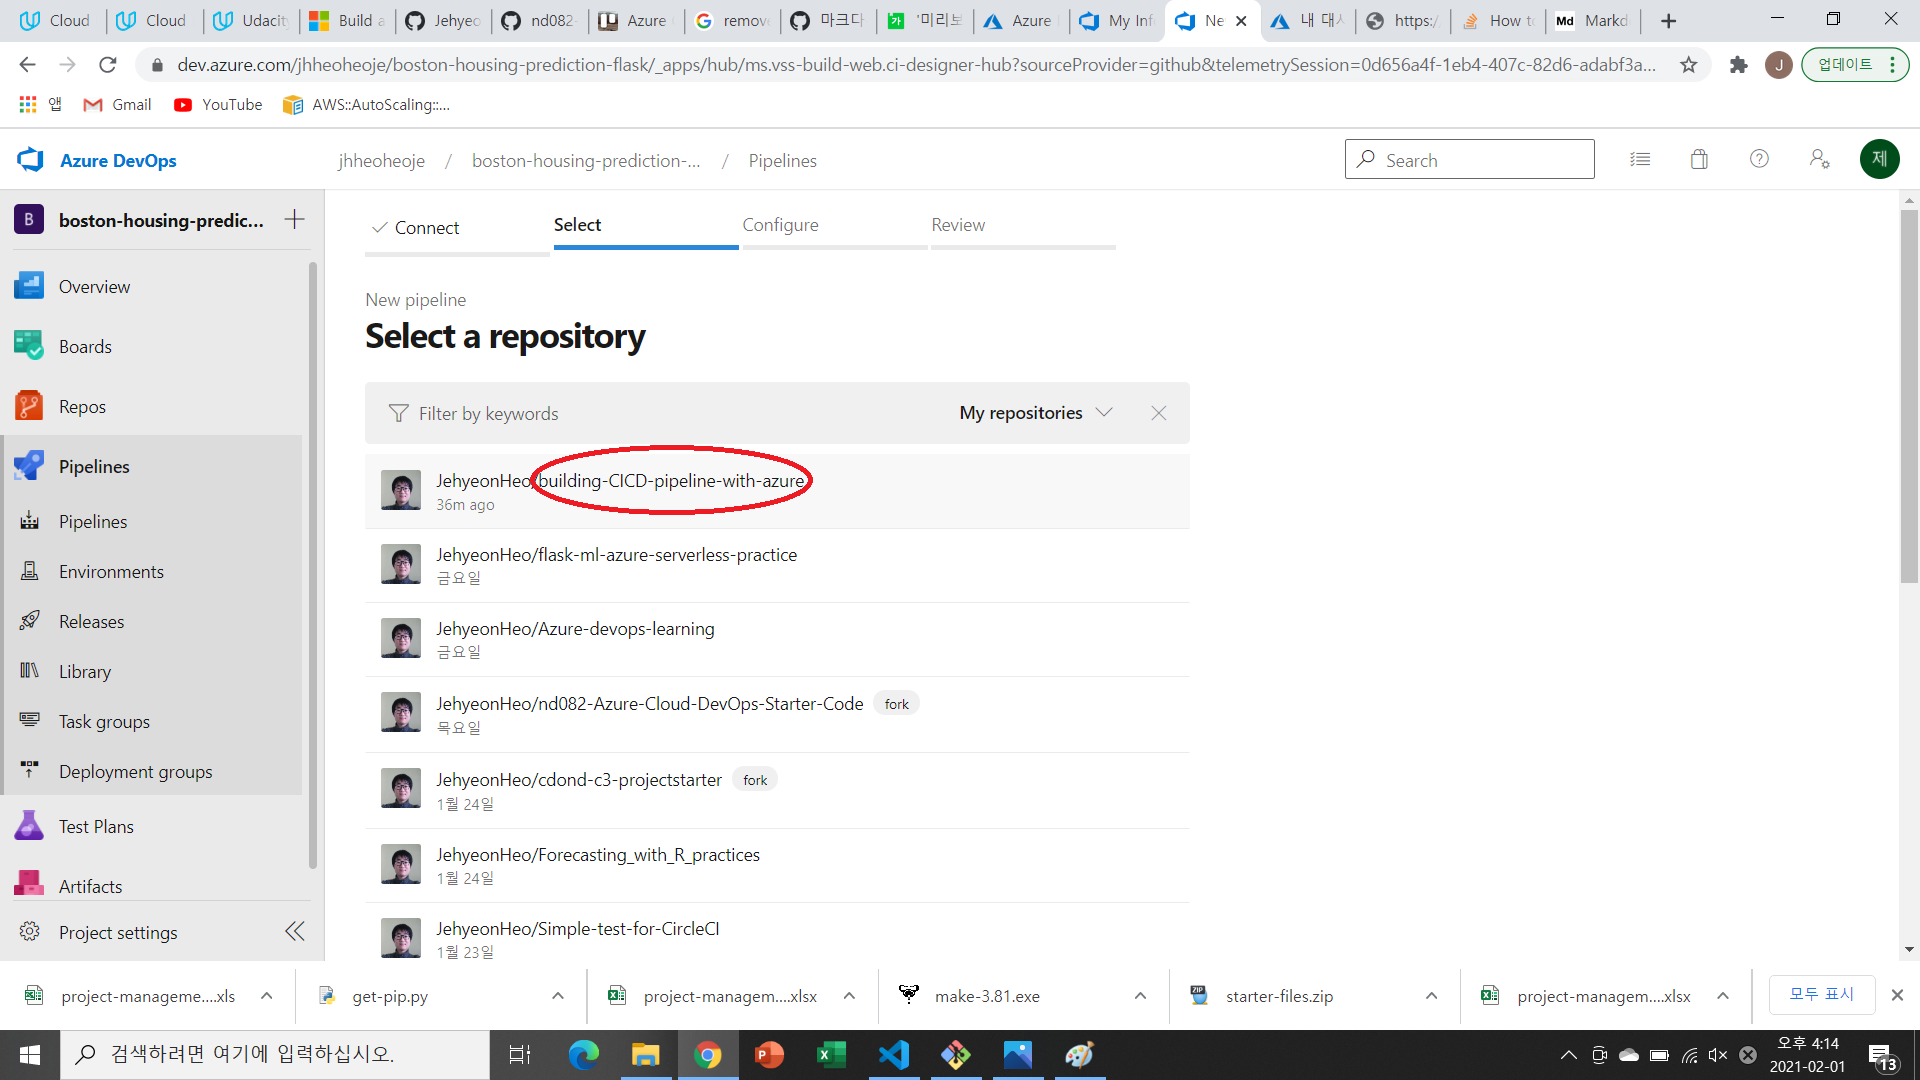 Cloud
Cloud
Udacity
Build a
Jehyeo
nd082-
Azure
remove
마크다
'미리보
Azure
My Inf
Ne
내 대시
https:/
How to
Markd
dev.azure.com/jhheoheoje/boston-housing-prediction-flask/_apps/hub/ms.vss-build-web.ci-designer-hub?sourceProvider=github&telemetrySession=0d656a4f-1eb4-407c-82d6-adabf3a...
J
업데이트
앱
Gmail
YouTube
AWS::AutoScaling::...
Azure DevOps
jhheoheoje / boston-housing-prediction-... / Pipelines
Search
제
B
boston-housing-predic...
Overview
Boards
Repos
Pipelines
Pipelines
Environments
Releases
Library
Task groups
Deployment groups
Test Plans
Artifacts
Project settings
Connect
Select
Configure
Review
New pipeline
Select a repository
Filter by keywords
My repositories
JehyeonHeo/building-CICD-pipeline-with-azure
36m ago
JehyeonHeo/flask-ml-azure-serverless-practice
금요일
JehyeonHeo/Azure-devops-learning
금요일
JehyeonHeo/nd082-Azure-Cloud-DevOps-Starter-Code fork
목요일
JehyeonHeo/cdond-c3-projectstarter fork
1월 24일
JehyeonHeo/Forecasting_with_R_practices
1월 24일
JehyeonHeo/Simple-test-for-CircleCI
1월 23일
project-manageme....xls
get-pip.py
project-managem....xlsx
make-3.81.exe
starter-files.zip
project-managem....xlsx
모두 표시
검색하려면 여기에 입력하십시오.
오후 4:14
2021-02-01
13